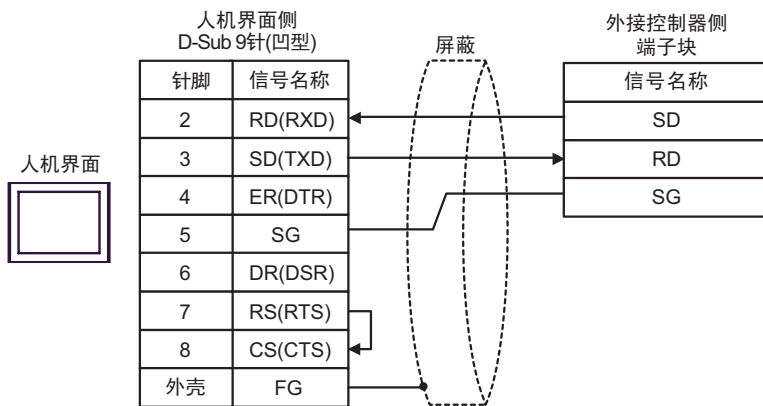 人机界面侧
D-Sub 9针(凹型)
屏蔽
外接控制器侧
端子块
人机界面
针脚 信号名称
2 RD(RXD)
3 SD(TXD)
4 ER(DTR)
5 SG
6 DR(DSR)
7 RS(RTS)
8 CS(CTS)
外壳 FG
信号名称
SD
RD
SG